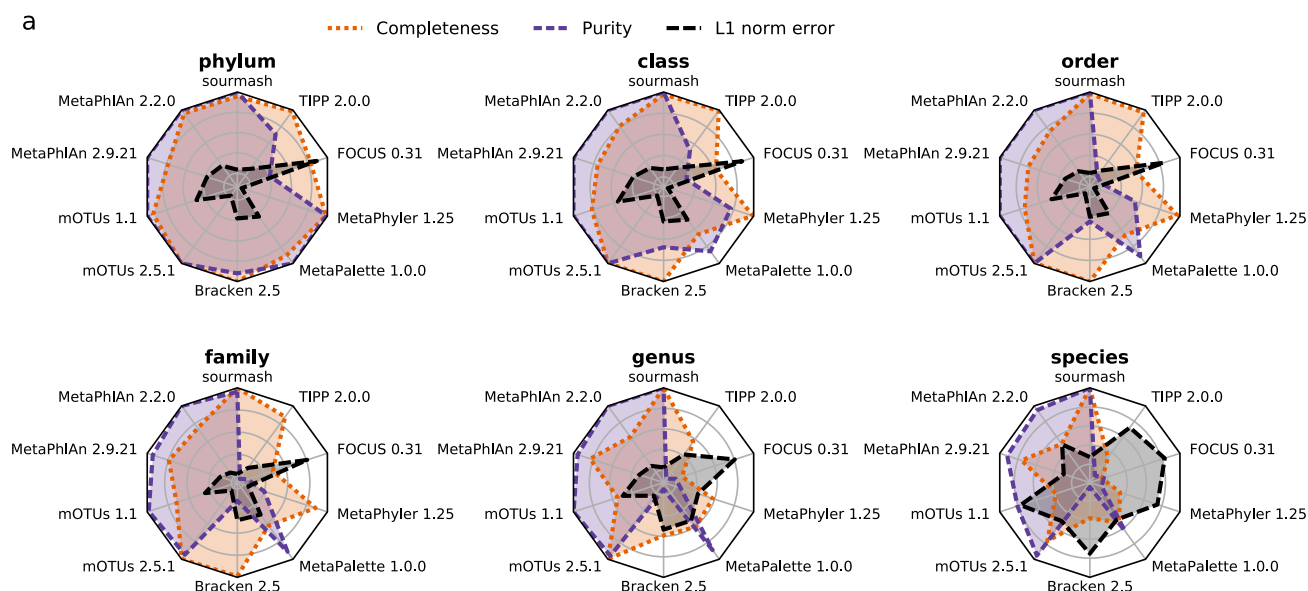 a
Completeness
Purity
L1 norm error
phylum
sourmash
TIPP 2.0.0
FOCUS 0.31
MetaPhyler 1.25
MetaPalette 1.0.0
Bracken 2.5
mOTUs 2.5.1
mOTUs 1.1
MetaPhlAn 2.9.21
MetaPhlAn 2.2.0
class
sourmash
TIPP 2.0.0
FOCUS 0.31
MetaPhyler 1.25
MetaPalette 1.0.0
Bracken 2.5
mOTUs 2.5.1
mOTUs 1.1
MetaPhlAn 2.9.21
MetaPhlAn 2.2.0
order
sourmash
TIPP 2.0.0
FOCUS 0.31
MetaPhyler 1.25
MetaPalette 1.0.0
Bracken 2.5
mOTUs 2.5.1
mOTUs 1.1
MetaPhlAn 2.9.21
MetaPhlAn 2.2.0
family
sourmash
TIPP 2.0.0
FOCUS 0.31
MetaPhyler 1.25
MetaPalette 1.0.0
Bracken 2.5
mOTUs 2.5.1
mOTUs 1.1
MetaPhlAn 2.9.21
MetaPhlAn 2.2.0
genus
sourmash
TIPP 2.0.0
FOCUS 0.31
MetaPhyler 1.25
MetaPalette 1.0.0
Bracken 2.5
mOTUs 2.5.1
mOTUs 1.1
MetaPhlAn 2.9.21
MetaPhlAn 2.2.0
species
sourmash
TIPP 2.0.0
FOCUS 0.31
MetaPhyler 1.25
MetaPalette 1.0.0
Bracken 2.5
mOTUs 2.5.1
mOTUs 1.1
MetaPhlAn 2.9.21
MetaPhlAn 2.2.0